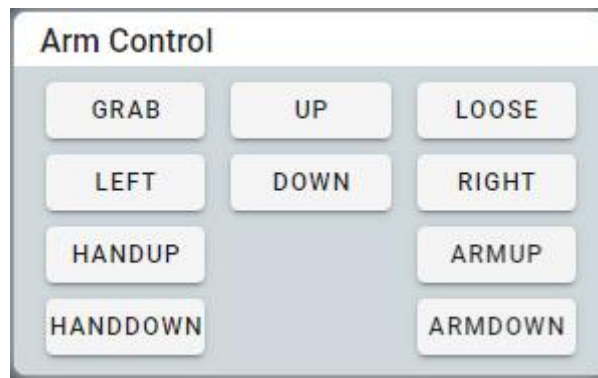 Arm Control
GRAB UP LOOSE
LEFT DOWN RIGHT
HANDUP ARMUP
HANDDOWN ARMDOWN